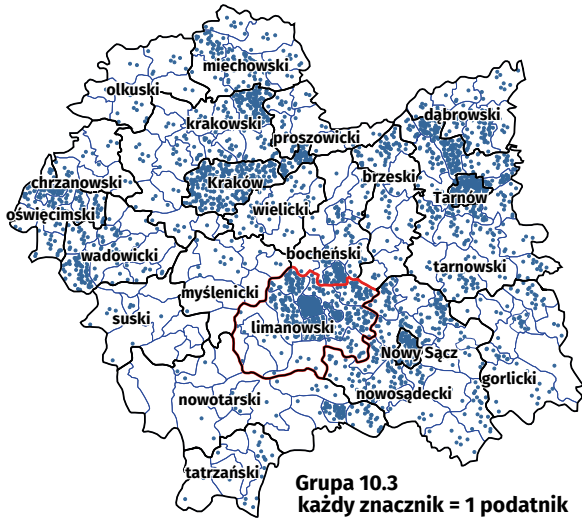 miechowski
olkuski
dąbrowski
krakowski
proszowicki
chrzanowski
Kraków
brzeski
Tarnów
oświęcimski
wielicki
wadowicki
bocheński
tarnowski
myślenicki
suski
limanowski
Nowy Sącz
gorlicki
nowotarski
nowosądecki
tatrzański
Grupa 10.3
każdy znacznik = 1 podatnik